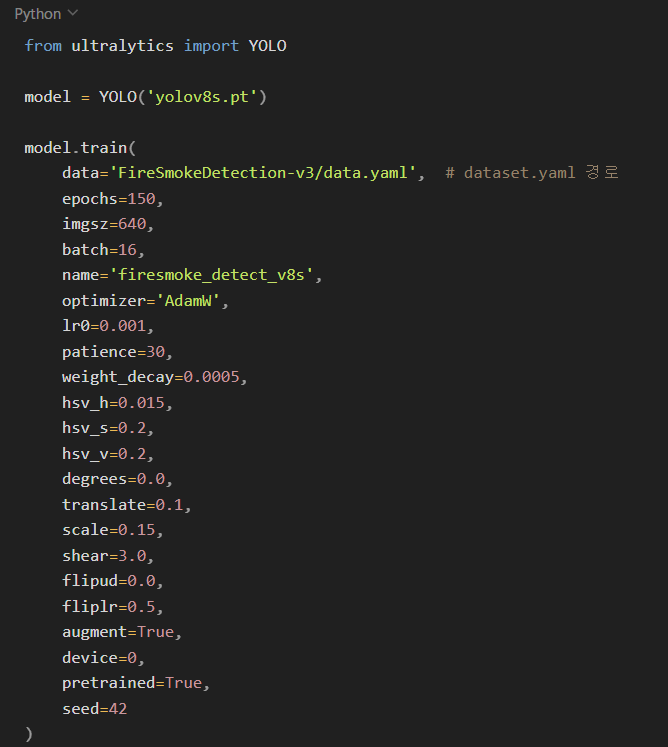 Python
from ultralytics import YOLO
model = YOLO('yolov8s.pt')
model.train(
    data='FireSmokeDetection-v3/data.yaml',  # dataset.yaml 경로
    epochs=150,
    imgsz=640,
    batch=16,
    name='firesmoke_detect_v8s',
    optimizer='AdamW',
    lr0=0.001,
    patience=30,
    weight_decay=0.0005,
    hsv_h=0.015,
    hsv_s=0.2,
    hsv_v=0.2,
    degrees=0.0,
    translate=0.1,
    scale=0.15,
    shear=3.0,
    flipud=0.0,
    fliplr=0.5,
    augment=True,
    device=0,
    pretrained=True,
    seed=42
)